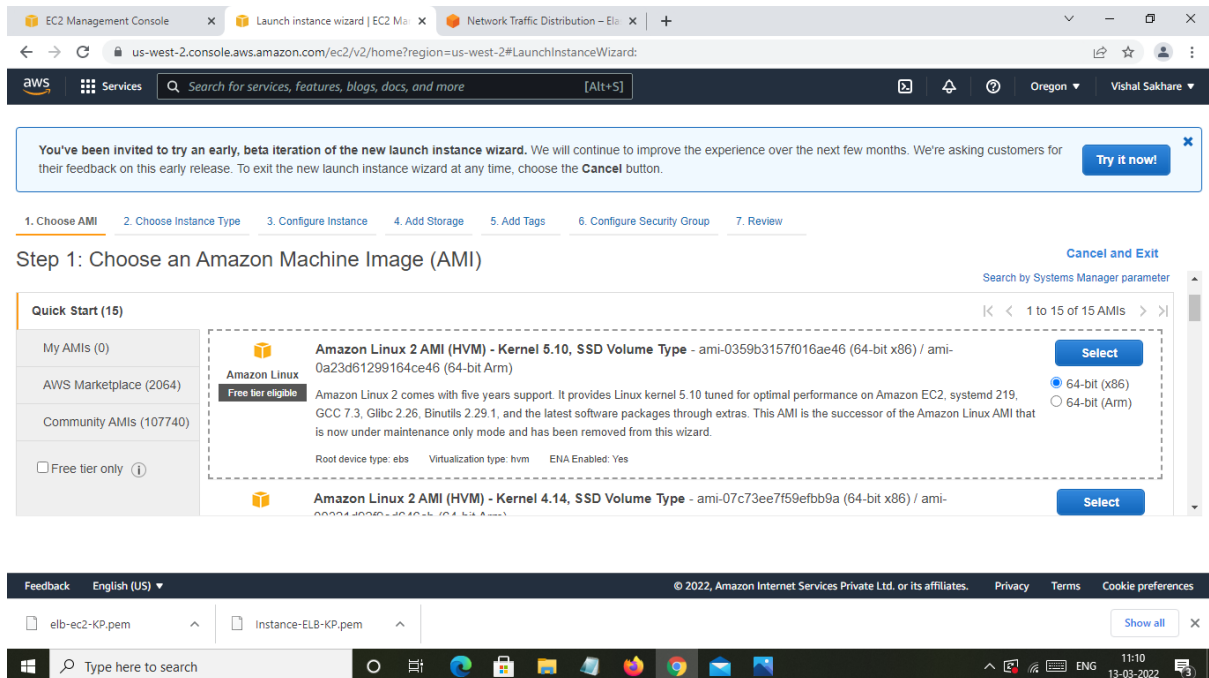 EC2 Management Console
Launch instance wizard | EC2 Ma
Network Traffic Distribution – Ela
us-west-2.console.aws.amazon.com/ec2/v2/home?region=us-west-2#LaunchInstanceWizard:
aws
Services
Search for services, features, blogs, docs, and more
[Alt+S]
Oregon ▼
Vishal Sakhare ▼
You've been invited to try an early, beta iteration of the new launch instance wizard. We will continue to improve the experience over the next few months. We're asking customers for
their feedback on this early release. To exit the new launch instance wizard at any time, choose the Cancel button.
Try it now!
1. Choose AMI
2. Choose Instance Type
3. Configure Instance
4. Add Storage
5. Add Tags
6. Configure Security Group
7. Review
Step 1: Choose an Amazon Machine Image (AMI)
Cancel and Exit
Search by Systems Manager parameter
Quick Start (15)
1 to 15 of 15 AMIs
My AMIs (0)
AWS Marketplace (2064)
Community AMIs (107740)
Free tier only
Amazon Linux
Free tier eligible
Amazon Linux 2 AMI (HVM) - Kernel 5.10, SSD Volume Type - ami-0359b3157f016ae46 (64-bit x86) / ami-
0a23d61299164ce46 (64-bit Arm)
Amazon Linux 2 comes with five years support. It provides Linux kernel 5.10 tuned for optimal performance on Amazon EC2, systemd 219,
GCC 7.3, Glibc 2.26, Binutils 2.29.1, and the latest software packages through extras. This AMI is the successor of the Amazon Linux AMI that
is now under maintenance only mode and has been removed from this wizard.
Root device type: ebs Virtualization type: hvm ENA Enabled: Yes
Select
64-bit (x86)
64-bit (Arm)
Amazon Linux 2 AMI (HVM) - Kernel 4.14, SSD Volume Type - ami-07c73ee7f59efbb9a (64-bit x86) / ami-
Select
Feedback
English (US) ▼
© 2022, Amazon Internet Services Private Ltd. or its affiliates.
Privacy
Terms
Cookie preferences
elb-ec2-KP.pem
Instance-ELB-KP.pem
Show all
Type here to search
ENG
11:10
13-03-2022
3